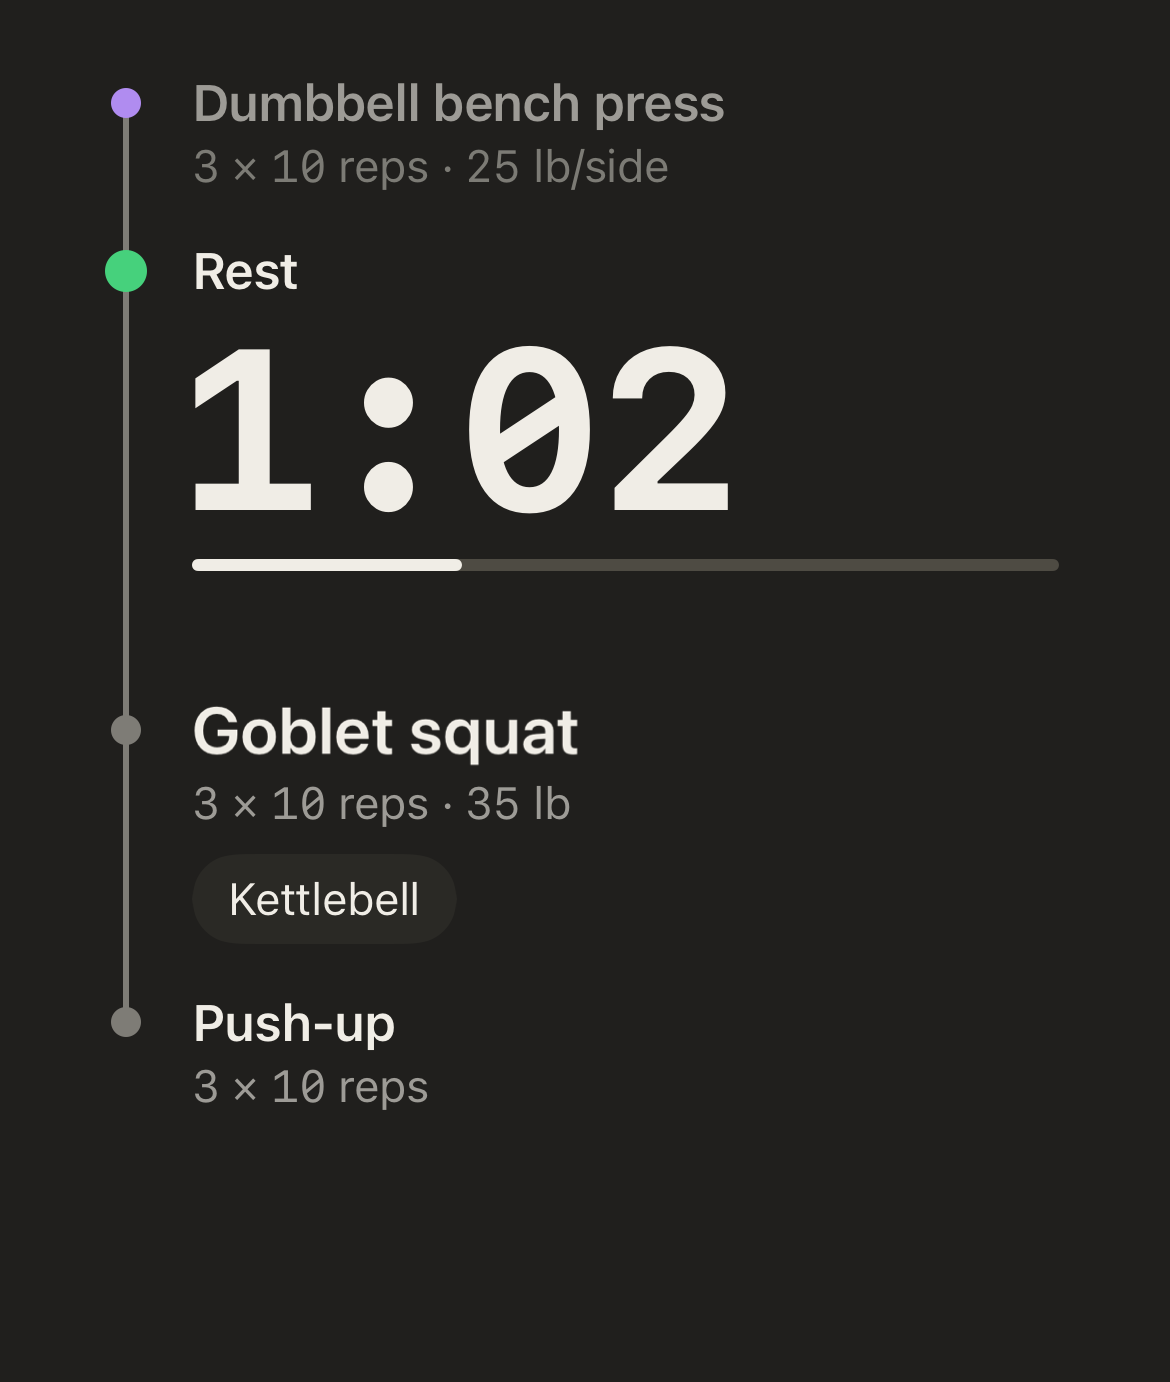 Dumbbell bench press
3 × 10 reps · 25 lb/side
Rest
1:02
Goblet squat
3 × 10 reps · 35 lb
Kettlebell
Push-up
3 × 10 reps